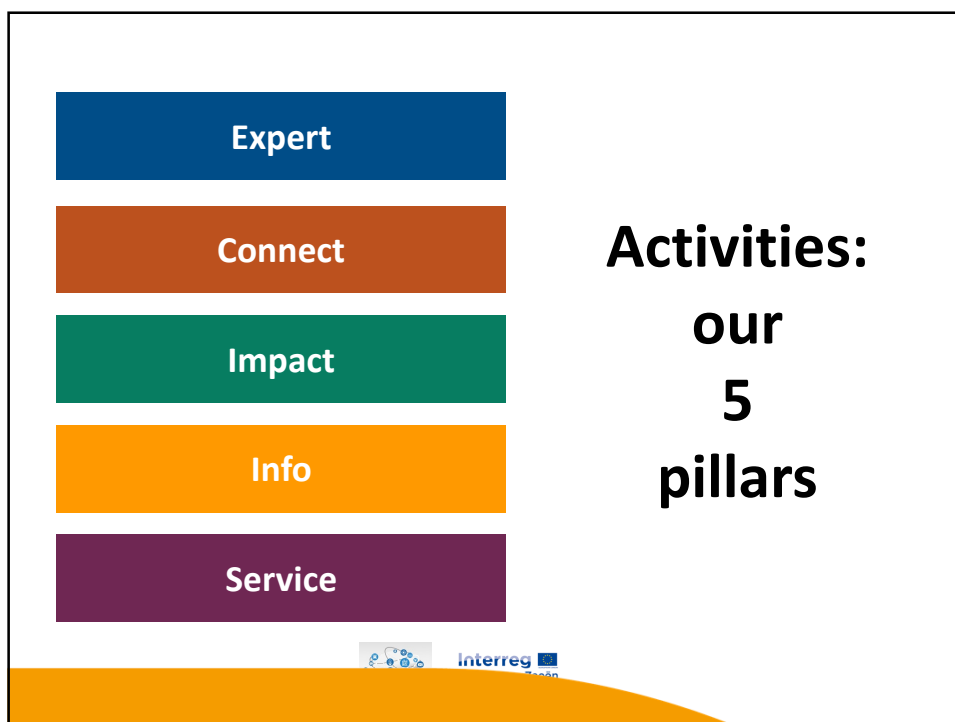 Expert
Connect
Impact
Info
Service
Activities:
our
5
pillars
Interreg